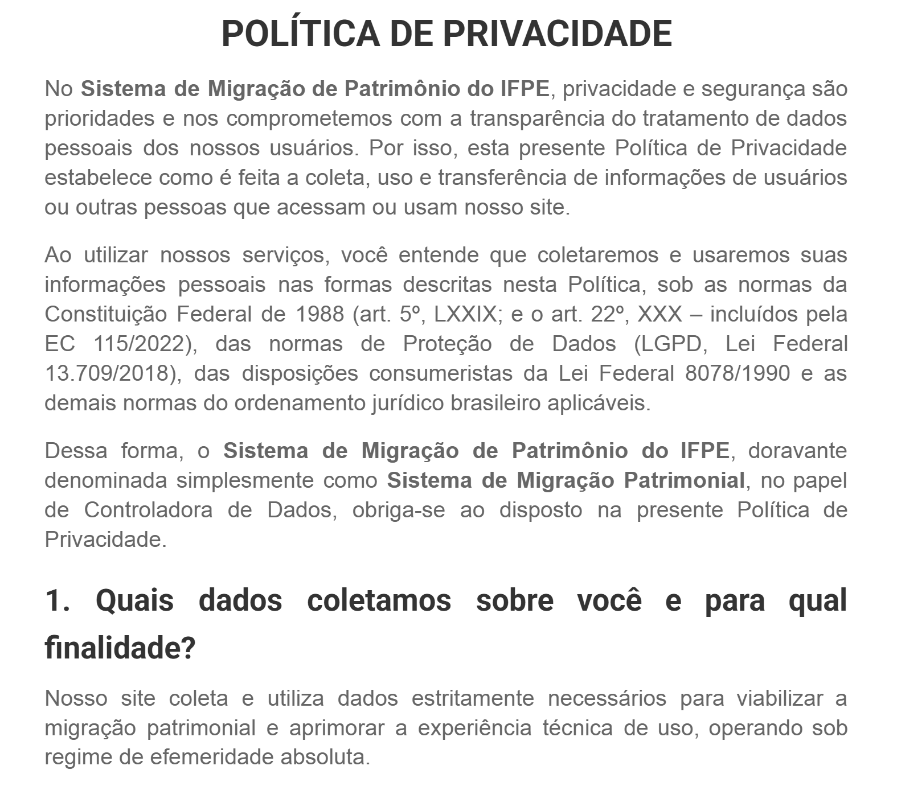 POLÍTICA DE PRIVACIDADE
No Sistema de Migração de Patrimônio do IFPE, privacidade e segurança são
prioridades e nos comprometemos com a transparência do tratamento de dados
pessoais dos nossos usuários. Por isso, esta presente Política de Privacidade
estabelece como é feita a coleta, uso e transferência de informações de usuários
ou outras pessoas que acessam ou usam nosso site.
Ao utilizar nossos serviços, você entende que coletaremos e usaremos suas
informações pessoais nas formas descritas nesta Política, sob as normas da
Constituição Federal de 1988 (art. 5º, LXXIX; e o art. 22º, XXX – incluídos pela
EC 115/2022), das normas de Proteção de Dados (LGPD, Lei Federal
13.709/2018), das disposições consumeristas da Lei Federal 8078/1990 e as
demais normas do ordenamento jurídico brasileiro aplicáveis.
Dessa forma, o Sistema de Migração de Patrimônio do IFPE, doravante
denominada simplesmente como Sistema de Migração Patrimonial, no papel
de Controladora de Dados, obriga-se ao disposto na presente Política de
Privacidade.
1. Quais dados coletamos sobre você e para qual
finalidade?
Nosso site coleta e utiliza dados estritamente necessários para viabilizar a
migração patrimonial e aprimorar a experiência técnica de uso, operando sob
regime de efemeridade absoluta.